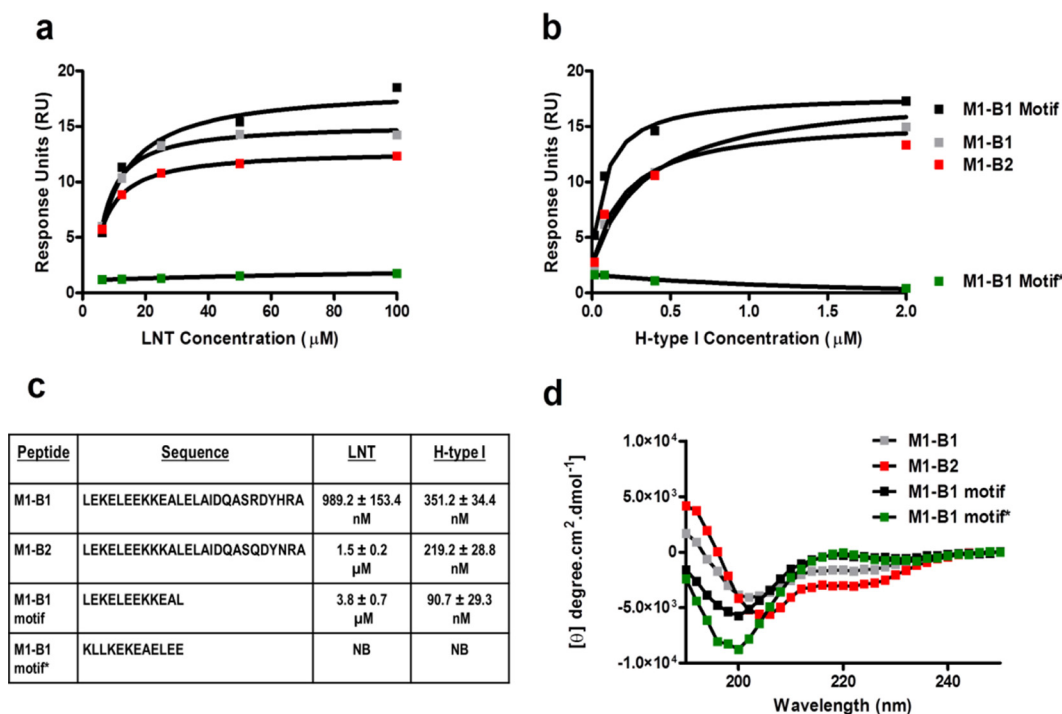 a
20
15
10
5
0
Response Units (RU)
0
20
40
60
80
100
LNT Concentration ( μM)
b
20
15
10
5
0
Response Units (RU)
0.0
0.5
1.0
1.5
2.0
H-type I Concentration ( μM)
M1-B1 Motif
M1-B1
M1-B2
M1-B1 Motif*
c
Peptide Sequence LNT H-type I
M1-B1 LEKELEEKKEALELAIDQASRDYHRA 989.2 ± 153.4 351.2 ± 34.4
nM nM
M1-B2 LEKELEEKKKALELAIDQASQDYNRA 1.5 ± 0.2 219.2 ± 28.8
μM nM
M1-B1 LEKELEEKKEAL 3.8 ± 0.7 90.7 ± 29.3
motif μM nM
M1-B1 KLLKEKEAELEE NB NB
motif*
d
1.0×10⁴
5.0×10³
0
-5.0×10³
-1.0×10⁴
[θ] degree.cm².dmol⁻¹
200
220
240
Wavelength (nm)
M1-B1
M1-B2
M1-B1 motif
M1-B1 motif*